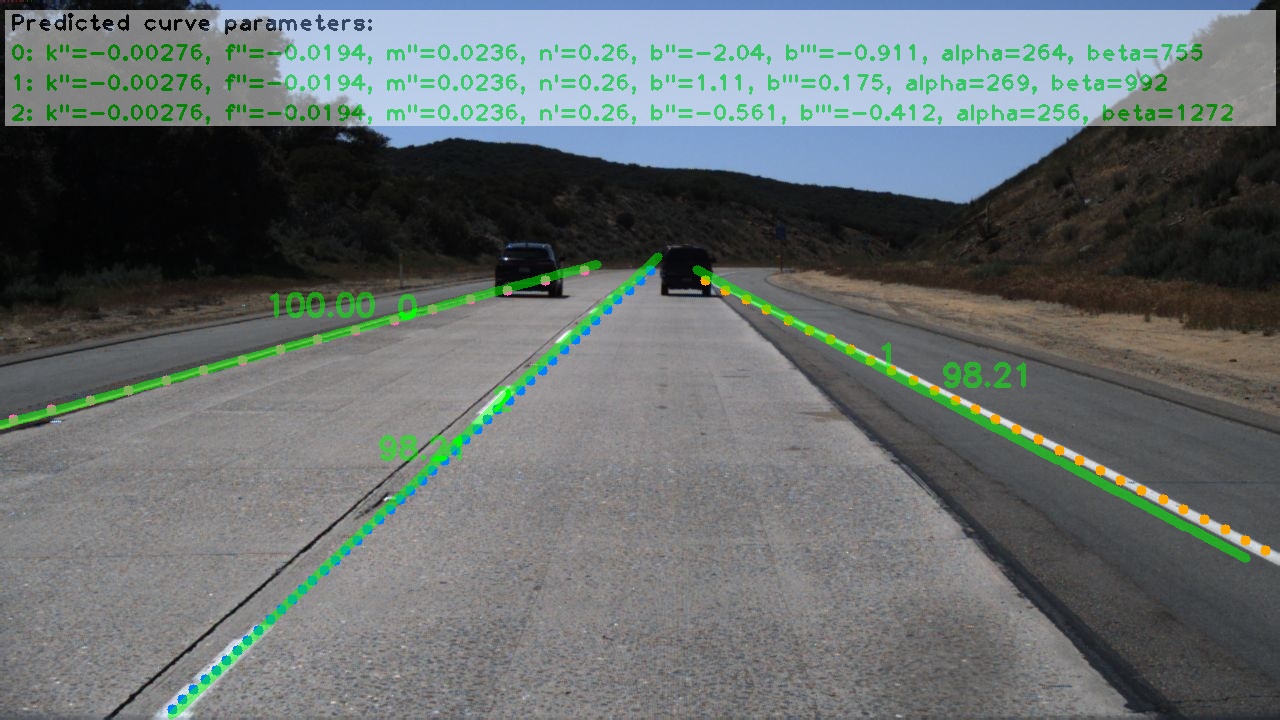 Predicted curve parameters:
0: k''=-0.00276, f''=-0.0194, m''=0.0236, n'=0.26, b''=-2.04, b'''=-0.911, alpha=264, beta=755
1: k''=-0.00276, f''=-0.0194, m''=0.0236, n'=0.26, b''=1.11, b'''=0.175, alpha=269, beta=992
2: k''=-0.00276, f''=-0.0194, m''=0.0236, n'=0.26, b''=-0.561, b'''=-0.412, alpha=256, beta=1272
100.00 0
1
98.21